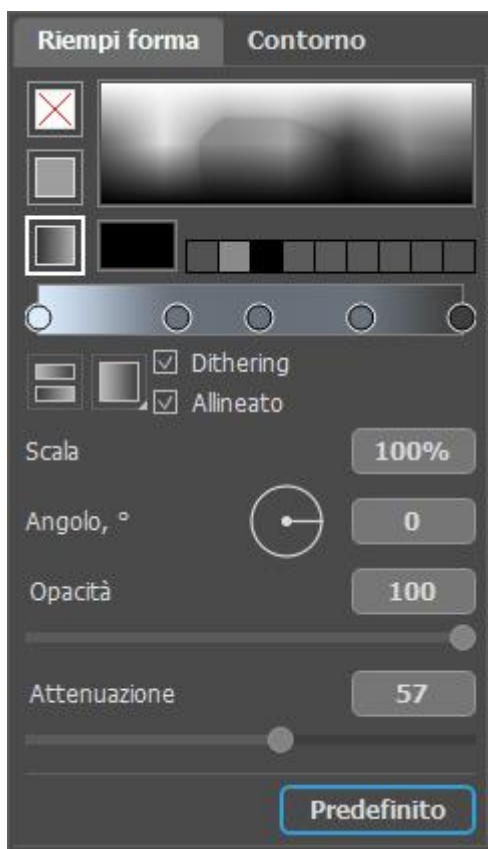 Riempi forma Contorno
Dithering
Allineato
Scala 100%
Angolo, ° 0
Opacità 100
Attenuazione 57
Predefinito